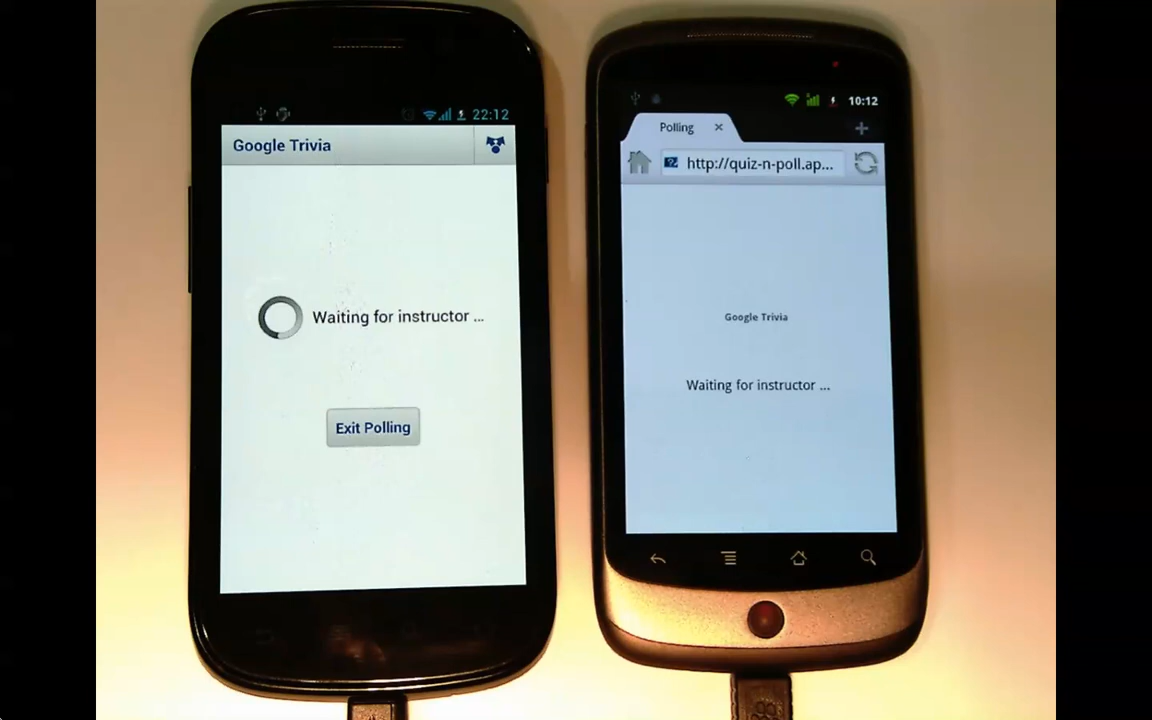 22:12
Google Trivia
Waiting for instructor ...
Exit Polling
10:12
Polling
http://quiz-n-poll.ap...
Google Trivia
Waiting for instructor ...